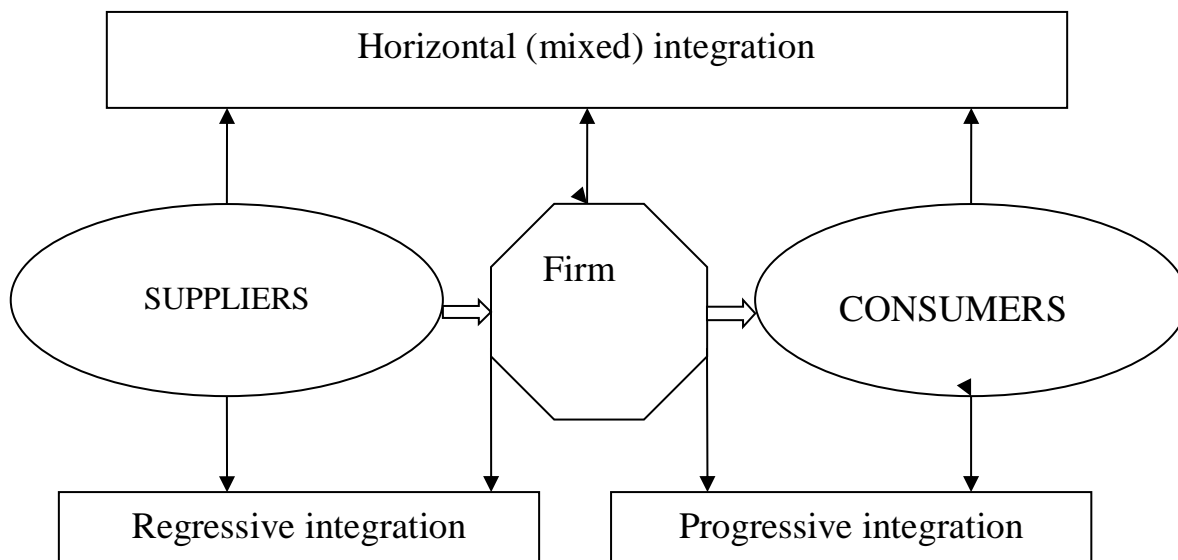 Horizontal (mixed) integration
SUPPLIERS
Firm
CONSUMERS
Regressive integration
Progressive integration